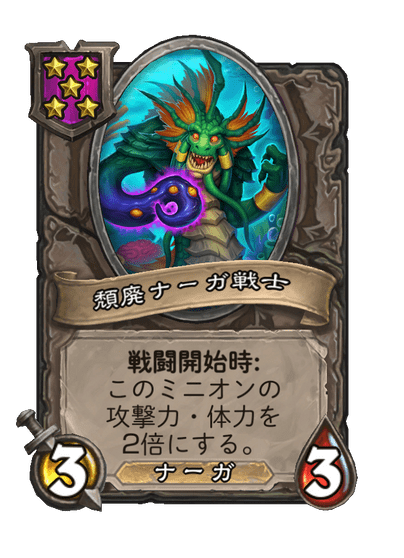 頽廃ナーガ戦士
戦闘開始時:
このミニオンの
攻撃力・体力を
2倍にする。
ナーガ
3
3